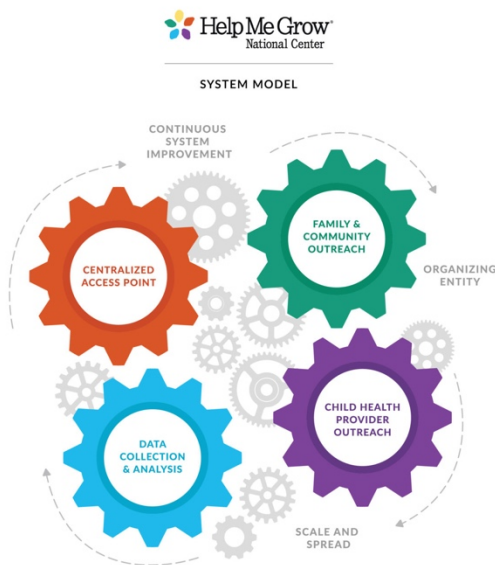 Help Me Grow®
National Center
SYSTEM MODEL
CONTINUOUS
SYSTEM
IMPROVEMENT
FAMILY &
COMMUNITY
OUTREACH
CENTRALIZED
ACCESS POINT
ORGANIZING
ENTITY
CHILD HEALTH
PROVIDER
OUTREACH
DATA
COLLECTION
& ANALYSIS
SCALE AND
SPREAD